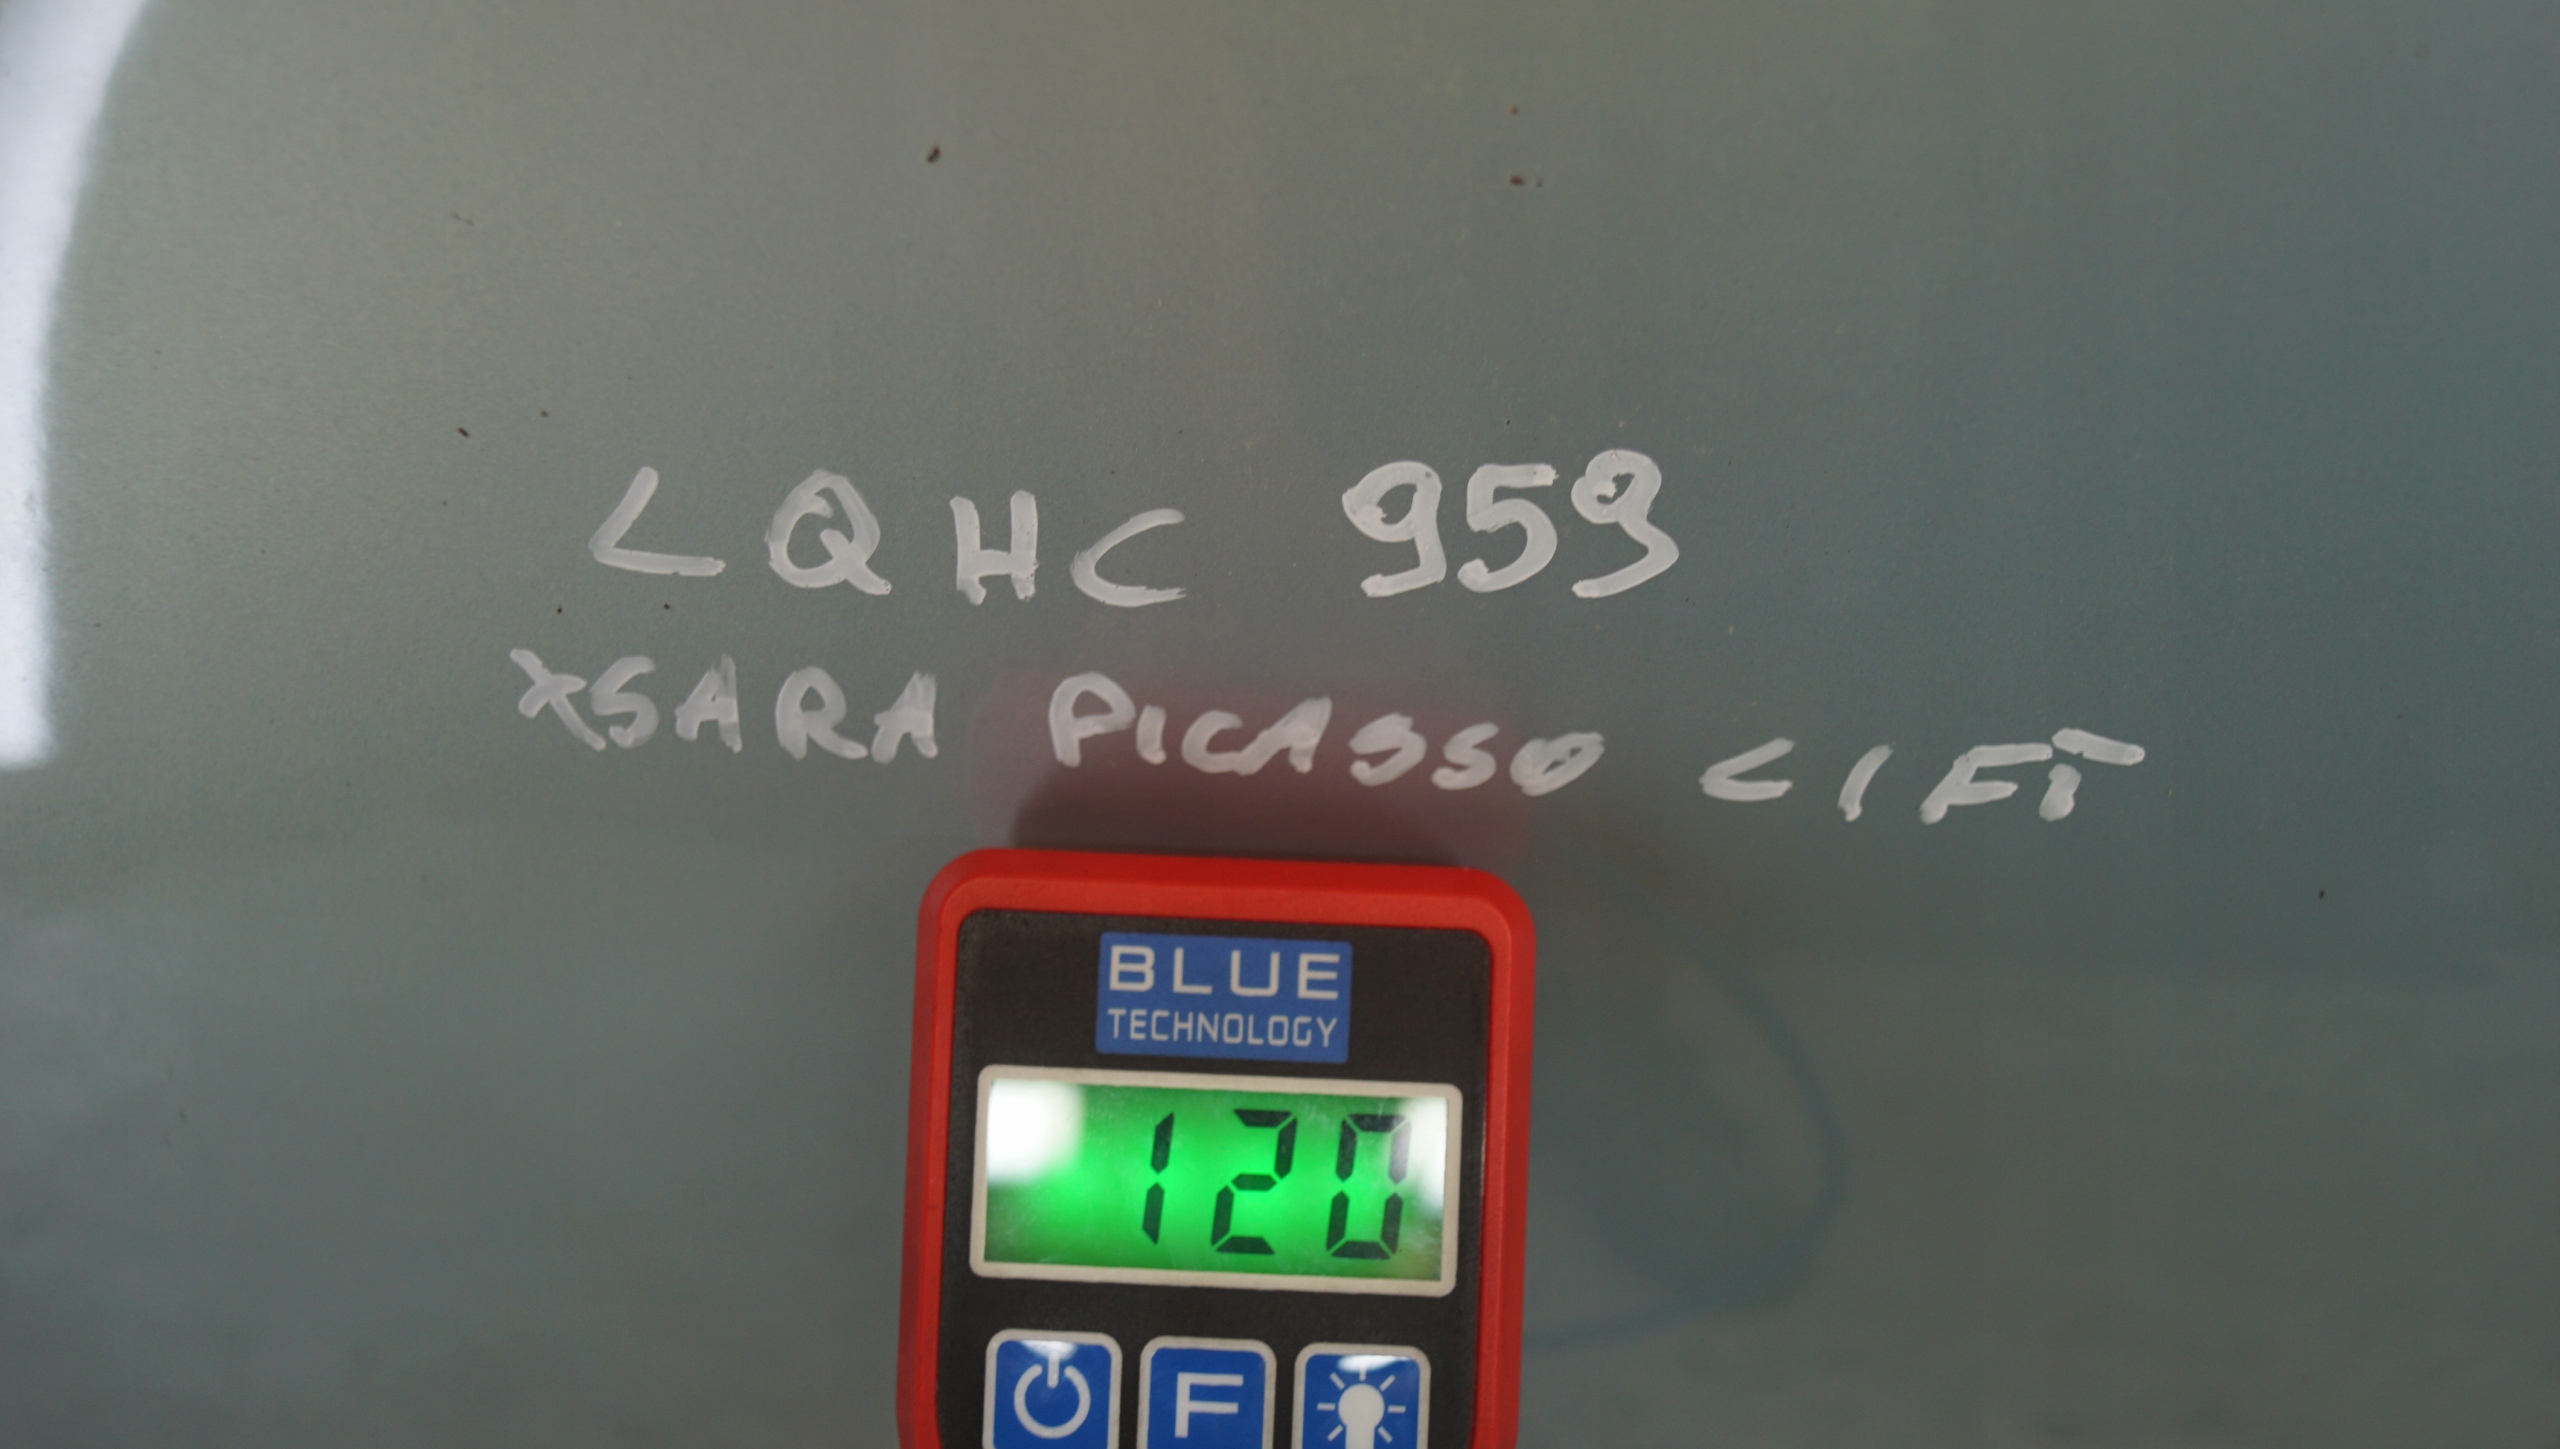 LQHC 959
XSARA PICASSO LIFT
BLUE
TECHNOLOGY
120
F